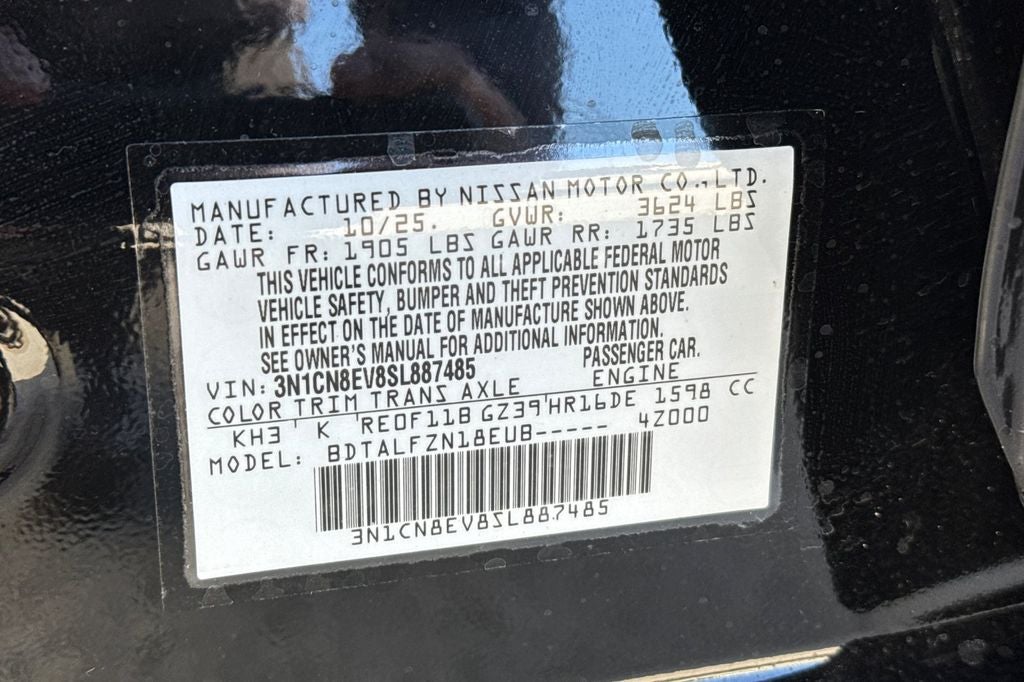 MANUFACTURED BY NISSAN MOTOR CO.,LTD.
DATE: 10/25. GVWR: 3624 LBS
GAWR FR: 1905 LBS GAWR RR: 1735 LBS
THIS VEHICLE CONFORMS TO ALL APPLICABLE FEDERAL MOTOR
VEHICLE SAFETY, BUMPER AND THEFT PREVENTION STANDARDS
IN EFFECT ON THE DATE OF MANUFACTURE SHOWN ABOVE.
SEE OWNER'S MANUAL FOR ADDITIONAL INFORMATION.
VIN: 3N1CN8EV8SL887485 PASSENGER CAR.
COLOR TRIM TRANS AXLE ENGINE
KH3 ' K ' RE0F11B GZ39'HR16DE 1598 CC
MODEL: BDTALFZN18EUB----- 4Z000
3N1CN8EV8SL887485